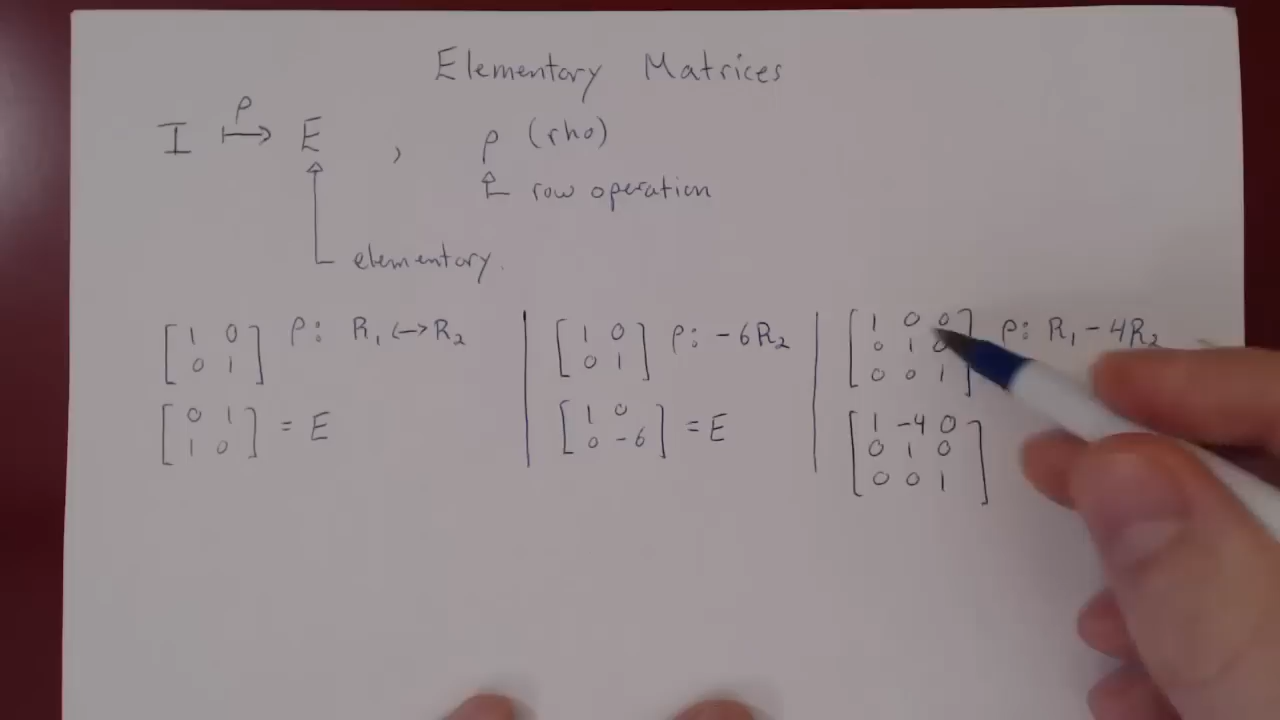 Elementary Matrices
I ρ↦ E , ρ (rho)
row operation
elementary.
[1 0 ρ: R₁ ↔ R₂
0 1]
[0 1
1 0] = E
[1 0 ρ: -6R₂
0 1]
[1 0
0 -6] = E
[1 0 0 ρ: R₁ - 4R₂
0 1 0
0 0 1]
[1 -4 0
0 1 0
0 0 1]